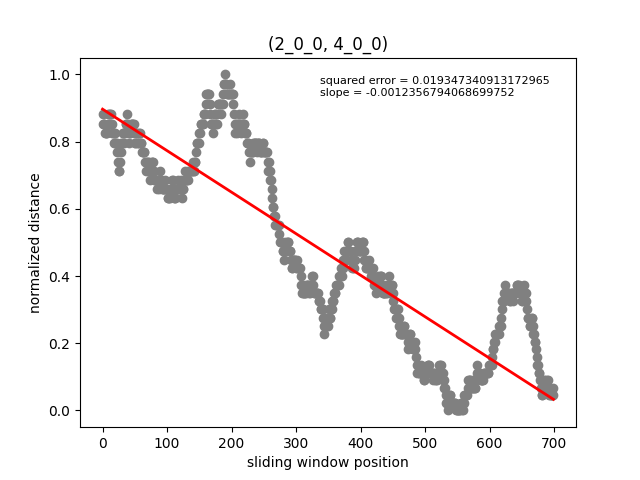 (2_0_0, 4_0_0)
squared error = 0.019347340913172965
slope = -0.0012356794068699752
normalized distance
1.0
0.8
0.6
0.4
0.2
0.0
0 100 200 300 400 500 600 700
sliding window position